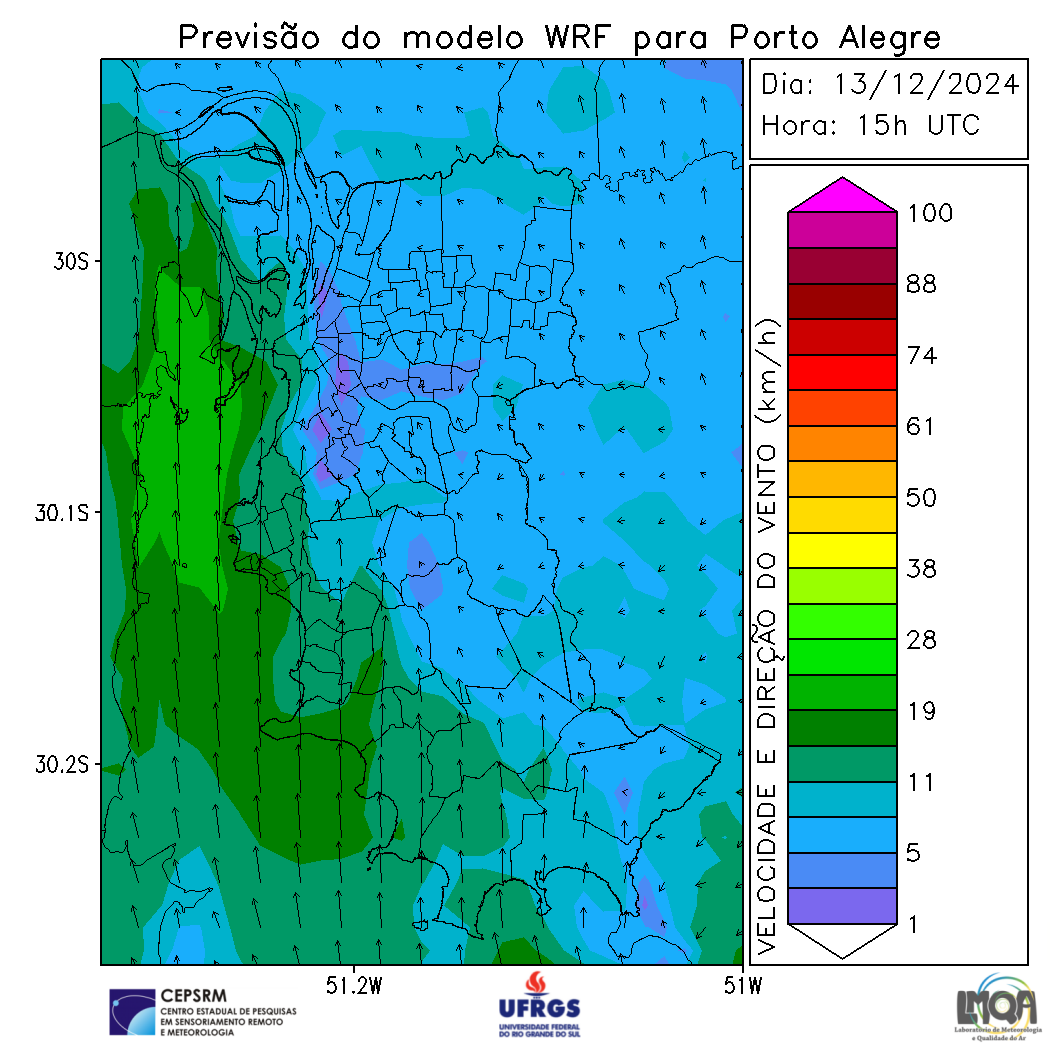 Previsão do modelo WRF para Porto Alegre
Dia: 13/12/2024
Hora: 15h UTC
30S
30.1S
30.2S
51.2W
51W
VELOCIDADE E DIREÇÃO DO VENTO (km/h)
100
88
74
61
50
38
28
19
11
5
1
CEPSRM
CENTRO ESTADUAL DE PESQUISAS
EM SENSORIAMENTO REMOTO
E METEOROLOGIA
UFRGS
UNIVERSIDADE FEDERAL
DO RIO GRANDE DO SUL
LMQA
Laboratório de Meteorologia
e Qualidade do Ar